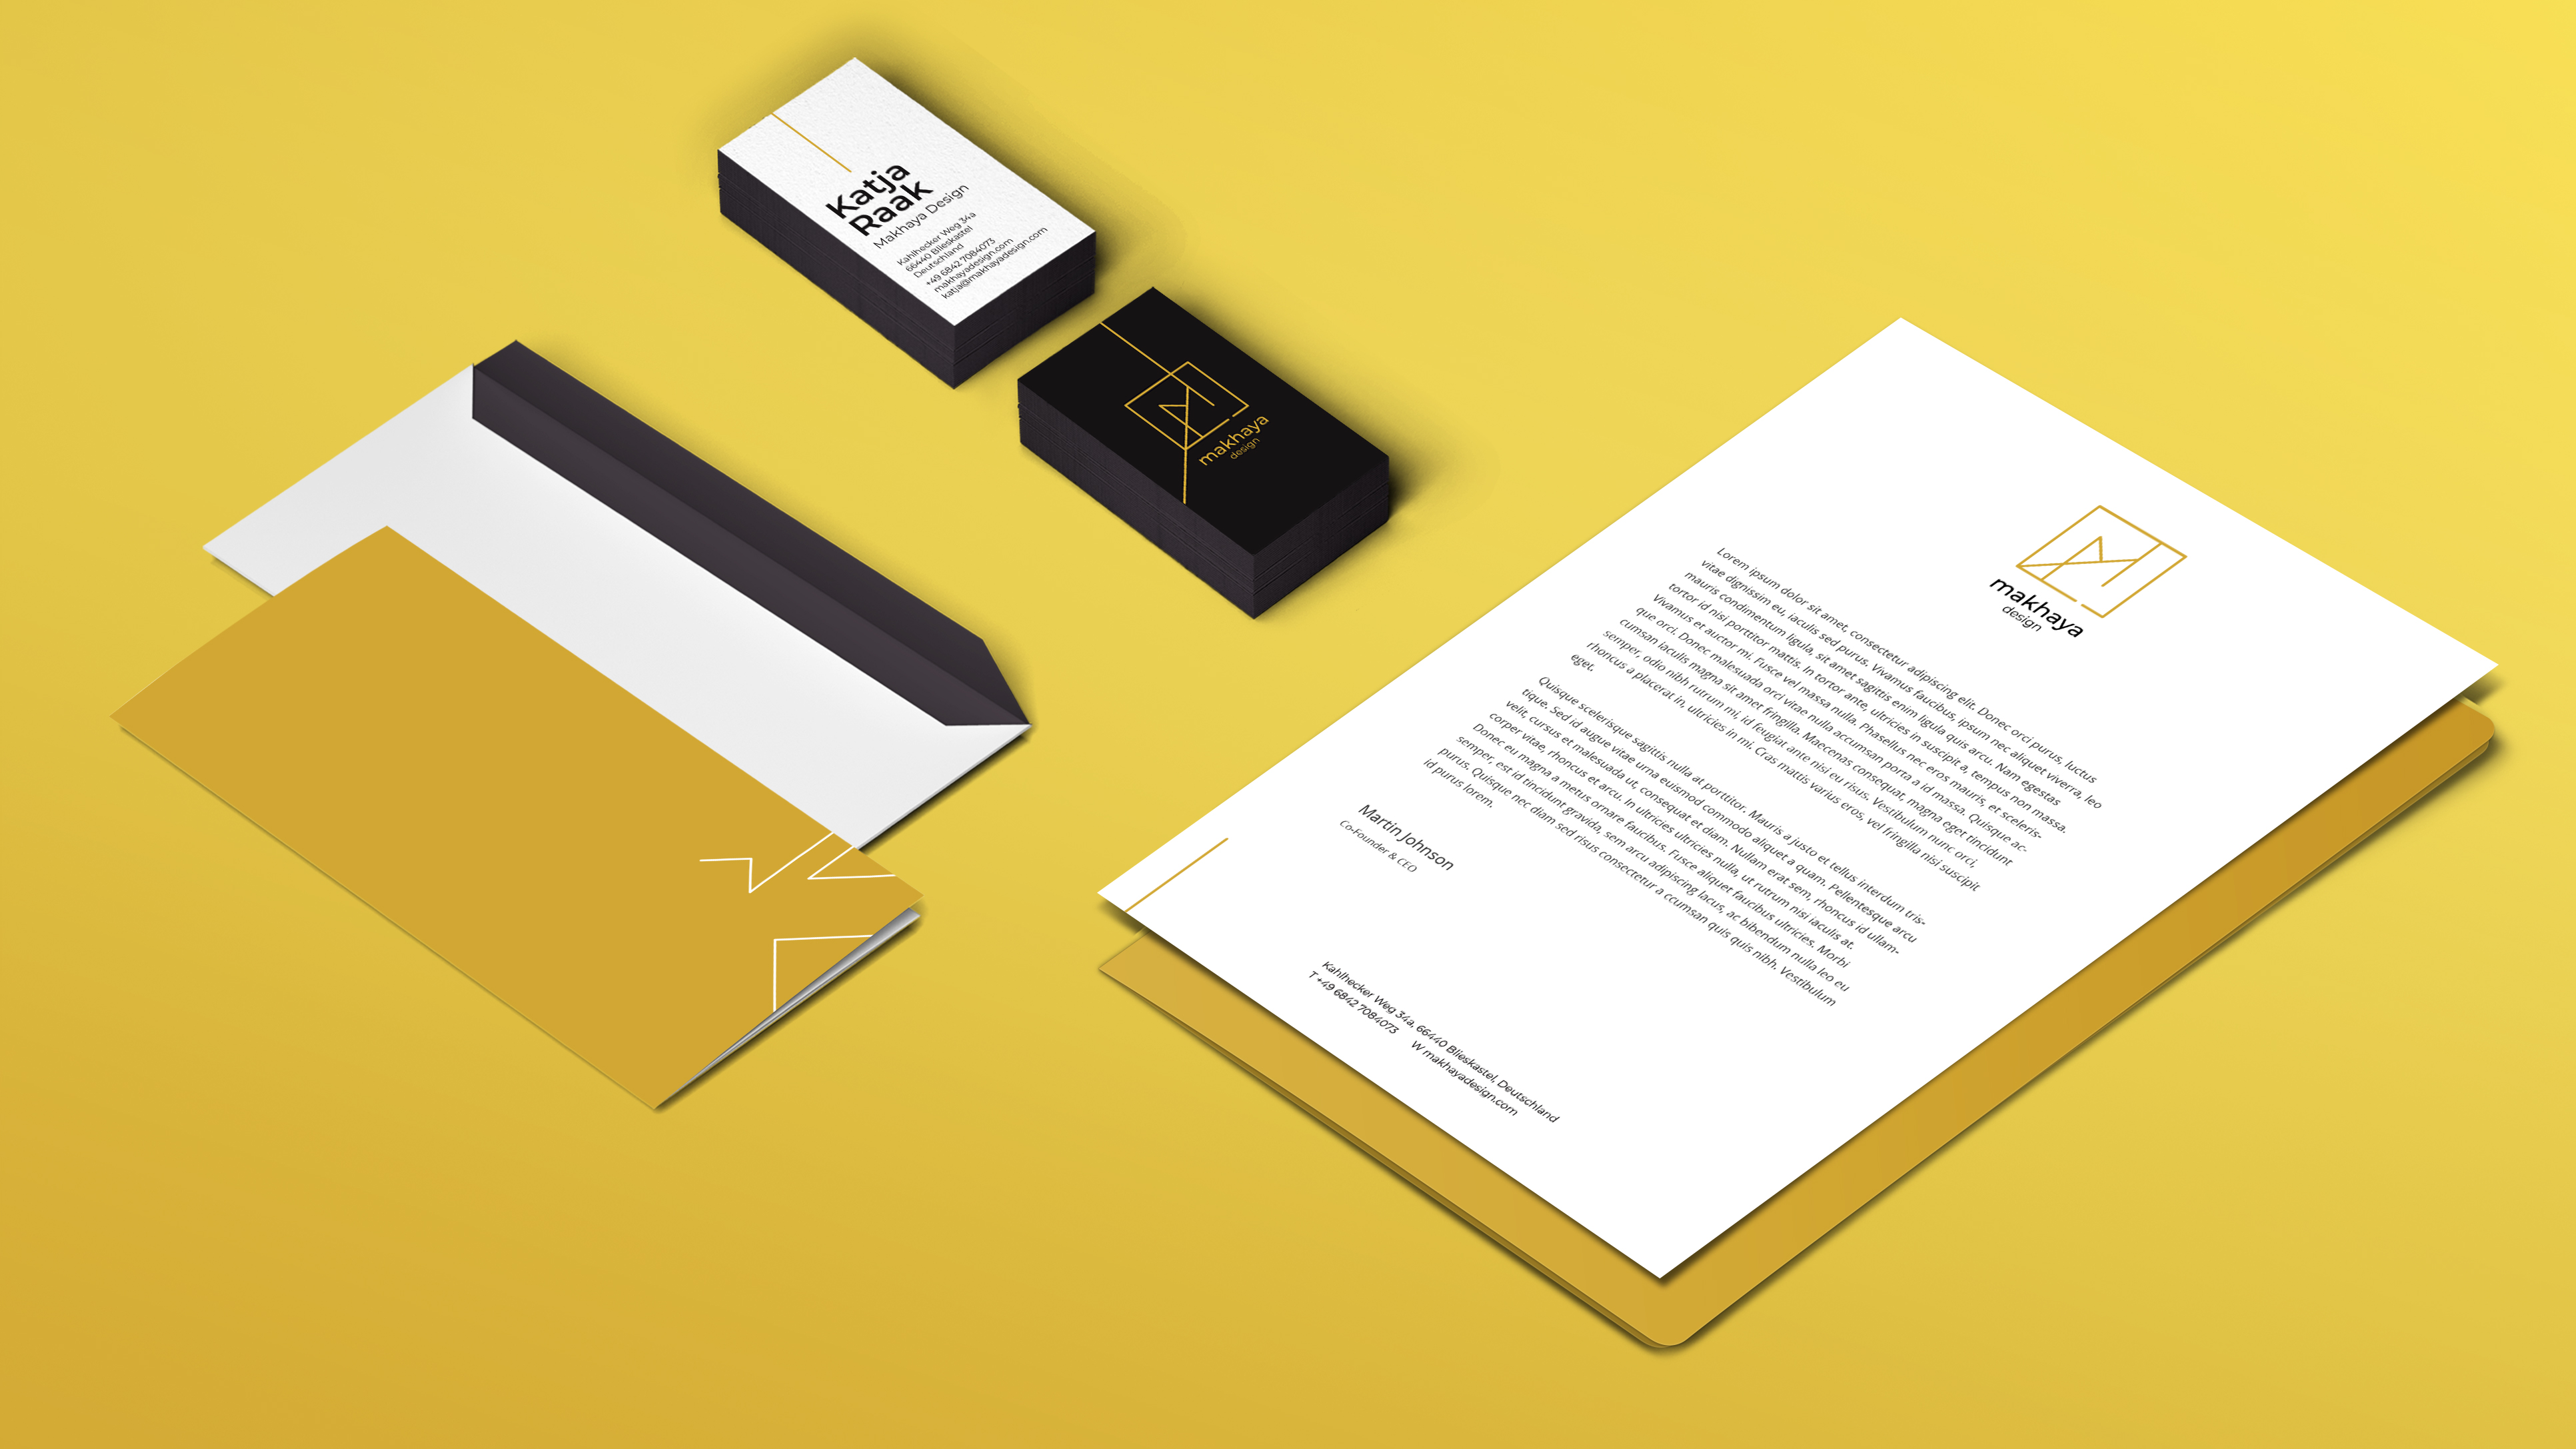 Katja
Raak
Makhaya Design
Kahlhecker Weg 34a
66440 Blieskastel
Deutschland
+49 6842 7084073
makhayadesign.com
katja@makhayadesign.com
makhaya
design
makhaya
design
Lorem ipsum dolor sit amet, consectetur adipiscing elit. Donec orci purus, luctus
vitae dignissim eu, iaculis sed purus. Vivamus faucibus, ipsum nec aliquet viverra, leo
mauris condimentum ligula, sit amet sagittis enim ligula quis arcu. Nam egestas
tortor id nisi porttitor mattis. In tortor ante, ultricies in suscipit a, tempus non massa.
Vivamus et auctor mi. Fusce vel massa nulla. Phasellus nec eros mauris, et sceleris-
que orci. Donec malesuada orci vitae nulla accumsan porta a id massa. Quisque ac-
cumsan iaculis magna sit amet fringilla. Maecenas consequat, magna eget tincidunt
semper, odio nibh rutrum mi, id feugiat ante nisi eu risus. Vestibulum nunc orci,
rhoncus a placerat in, ultricies in mi. Cras mattis varius eros, vel fringilla nisi suscipit
eget.
Quisque scelerisque sagittis nulla at porttitor. Mauris a justo et tellus interdum tris-
tique. Sed id augue vitae urna euismod commodo aliquet a quam. Pellentesque arcu
velit, cursus et malesuada ut, consequat et diam. Nullam erat sem, rhoncus id ullam-
corper vitae, rhoncus et arcu. In ultricies ultricies nulla, ut rutrum nisi iaculis at.
Donec eu magna a metus ornare faucibus. Fusce aliquet faucibus ultricies. Morbi
semper, est id tincidunt gravida, sem arcu adipiscing lacus, ac bibendum nulla leo eu
purus. Quisque nec diam sed risus consectetur a ccumsan quis quis nibh. Vestibulum
id purus lorem.
Martin Johnson
Co-Founder & CEO
Kahlhecker Weg 34a, 66440 Blieskastel, Deutschland
T +49 6842 7084073 W makhayadesign.com